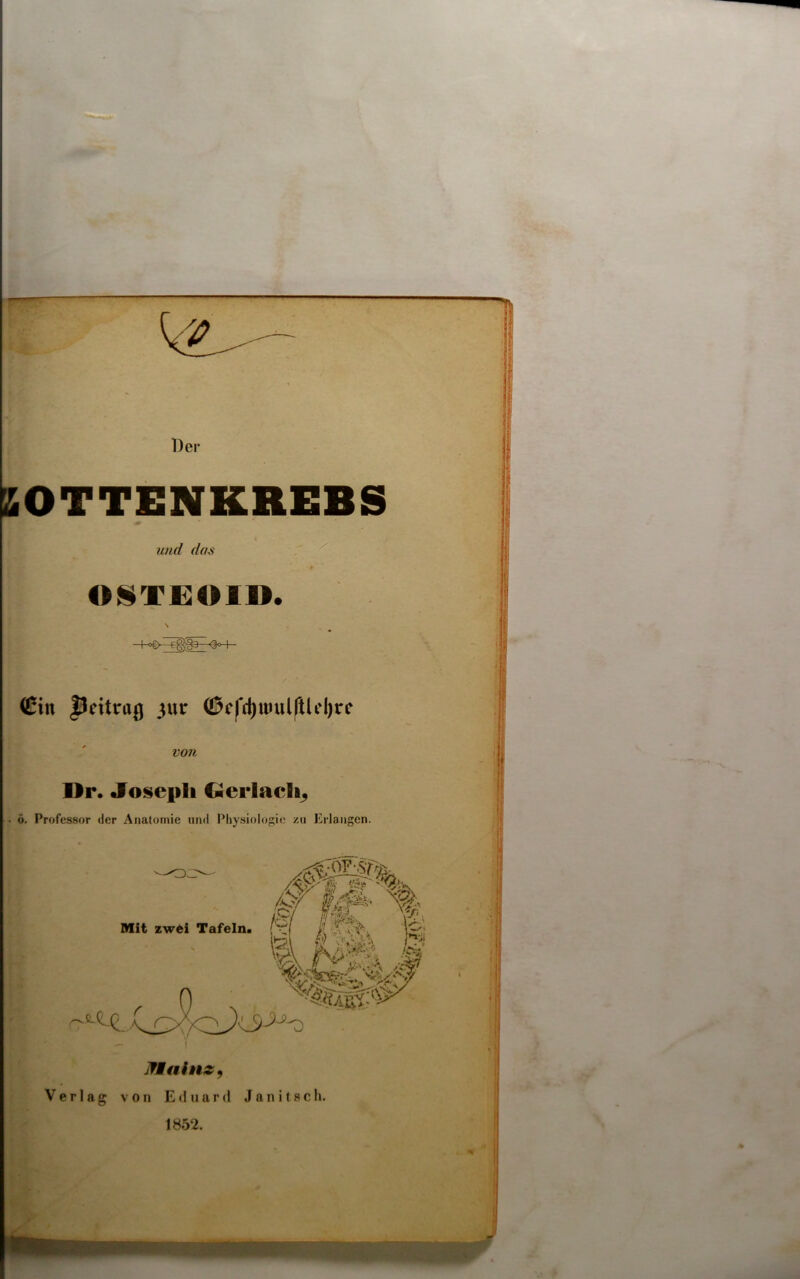 Der
ZOTTENKREBS
und das
OSTEOID.
Ein Beitrag zur Geschwulstlehre
von
Dr. Joseph Gerlach,
. ö. Professor der Anatomie und Physiologie zu Erlangen.
Mit zwei Tafeln.
LIBRARY
Mainz,
Verlag von Eduard Janitsch.
1852.